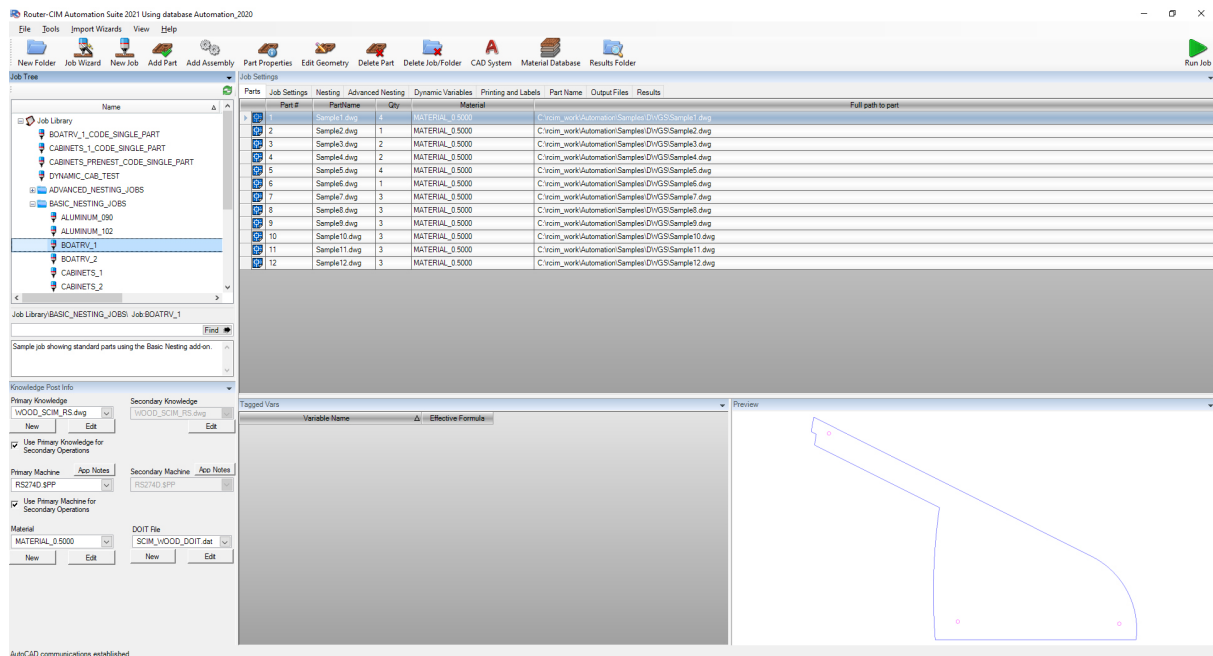 Router-CIM Automation Suite 2021 Using database Automation_2020
File Tools Import Wizards View Help
New Folder Job Wizard New Job Add Part Add Assembly Part Properties Edit Geometry Delete Part Delete Job/Folder CAD System Material Database Results Folder Run Job
Job Tree
Name
Job Library
BOATRV_1_CODE_SINGLE_PART
CABINETS_1_CODE_SINGLE_PART
CABINETS_PRENEST_CODE_SINGLE_PART
DYNAMIC_CAB_TEST
ADVANCED_NESTING_JOBS
BASIC_NESTING_JOBS
ALUMINUM_090
ALUMINUM_102
BOATRV_1
BOATRV_2
CABINETS_1
CABINETS_2
Job Library\BASIC_NESTING_JOBS\ Job:BOATRV_1
Find
Sample job showing standard parts using the Basic Nesting add-on.
Job Settings
Parts Job Settings Nesting Advanced Nesting Dynamic Variables Printing and Labels Part Name Output Files Results
Part # PartName Qty Material Full path to part
1 Sample1.dwg 4 MATERIAL_0.5000 C:\rcim_work\Automation\Samples\DWGS\Sample1.dwg
2 Sample2.dwg 1 MATERIAL_0.5000 C:\rcim_work\Automation\Samples\DWGS\Sample2.dwg
3 Sample3.dwg 2 MATERIAL_0.5000 C:\rcim_work\Automation\Samples\DWGS\Sample3.dwg
4 Sample4.dwg 2 MATERIAL_0.5000 C:\rcim_work\Automation\Samples\DWGS\Sample4.dwg
5 Sample5.dwg 4 MATERIAL_0.5000 C:\rcim_work\Automation\Samples\DWGS\Sample5.dwg
6 Sample6.dwg 1 MATERIAL_0.5000 C:\rcim_work\Automation\Samples\DWGS\Sample6.dwg
7 Sample7.dwg 3 MATERIAL_0.5000 C:\rcim_work\Automation\Samples\DWGS\Sample7.dwg
8 Sample8.dwg 3 MATERIAL_0.5000 C:\rcim_work\Automation\Samples\DWGS\Sample8.dwg
9 Sample9.dwg 3 MATERIAL_0.5000 C:\rcim_work\Automation\Samples\DWGS\Sample9.dwg
10 Sample10.dwg 3 MATERIAL_0.5000 C:\rcim_work\Automation\Samples\DWGS\Sample10.dwg
11 Sample11.dwg 3 MATERIAL_0.5000 C:\rcim_work\Automation\Samples\DWGS\Sample11.dwg
12 Sample12.dwg 3 MATERIAL_0.5000 C:\rcim_work\Automation\Samples\DWGS\Sample12.dwg
Knowledge Post Info
Primary Knowledge Secondary Knowledge
WOOD_SCIM_RS.dwg WOOD_SCIM_RS.dwg
New Edit Edit
Use Primary Knowledge for
Secondary Operations
Primary Machine App Notes Secondary Machine App Notes
RS274D.$PP RS274D.$PP
Use Primary Machine for
Secondary Operations
Material DOIT File
MATERIAL_0.5000 SCIM_WOOD_DOIT.dat
New Edit New Edit
Tagged Vars
Variable Name Effective Formula
Preview
AutoCAD communications established